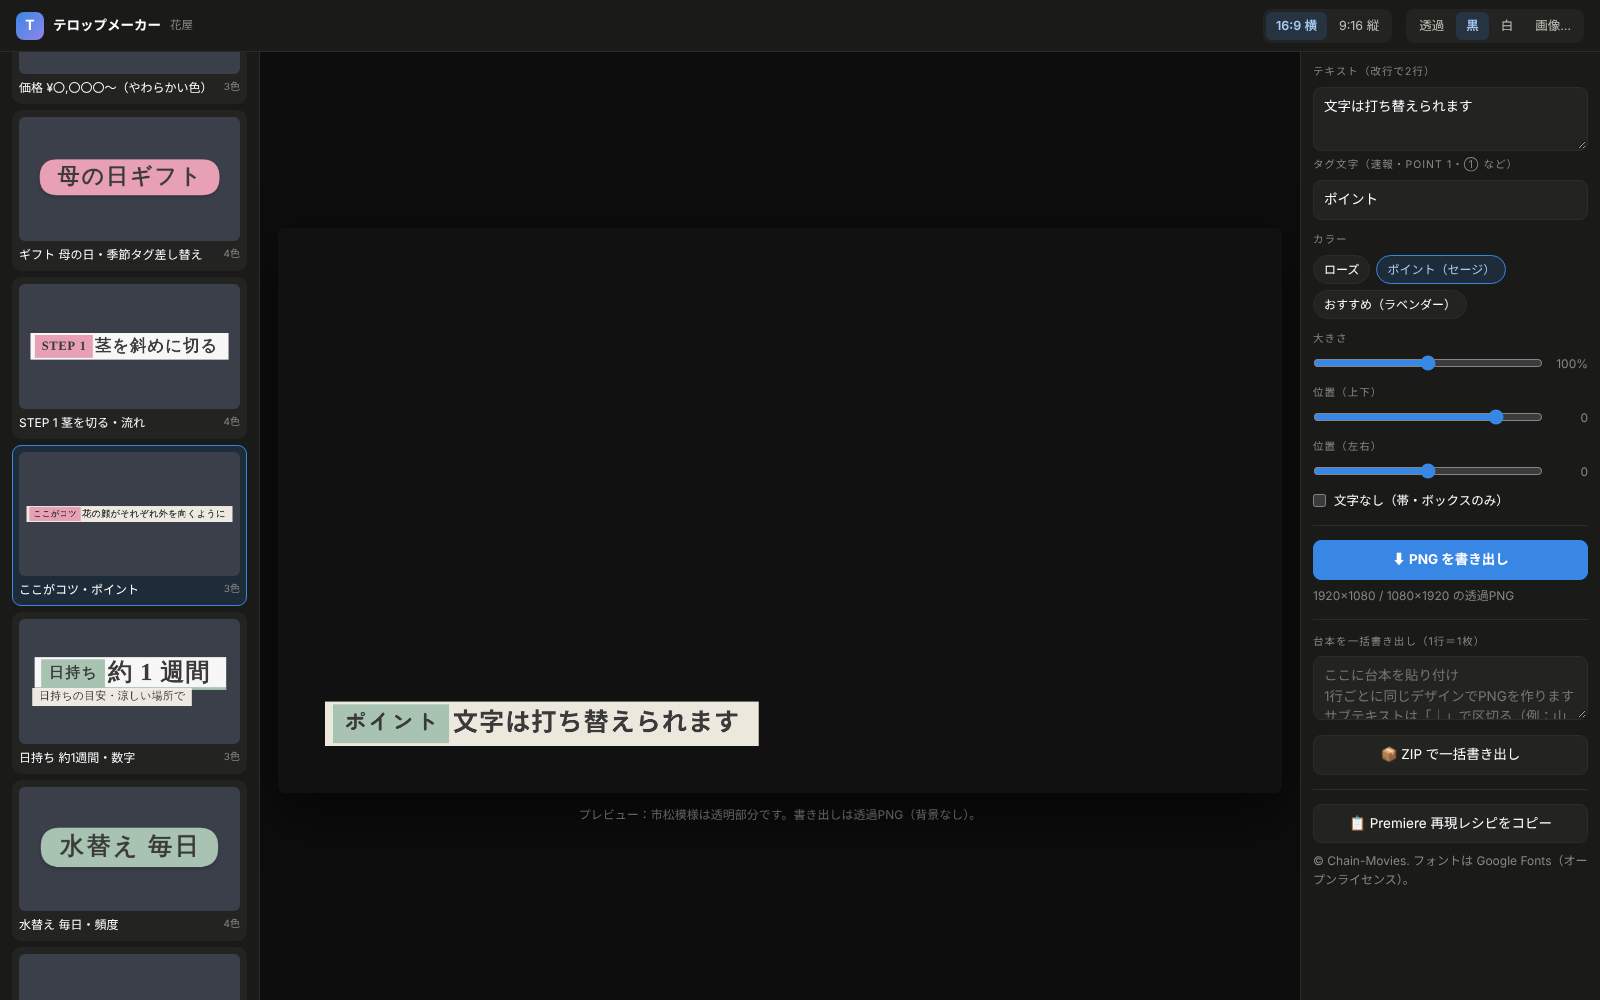 T テロップメーカー 花屋
16:9 横 9:16 縦 透過 黒 白 画像...
価格 ¥〇,〇〇〇〜（やわらかい色） 3色
母の日ギフト
ギフト 母の日・季節タグ差し替え 4色
STEP 1 茎を斜めに切る
STEP 1 茎を切る・流れ 4色
ここがコツ 花の顔がそれぞれ外を向くように
ここがコツ・ポイント 3色
日持ち 約 1 週間
日持ちの目安・涼しい場所で
日持ち 約1週間・数字 3色
水替え 毎日
水替え 毎日・頻度 4色
ポイント 文字は打ち替えられます
プレビュー：市松模様は透明部分です。書き出しは透過PNG（背景なし）。
テキスト（改行で2行）
文字は打ち替えられます
タグ文字（速報・POINT 1・① など）
ポイント
カラー
ローズ ポイント（セージ）
おすすめ（ラベンダー）
大きさ
100%
位置（上下）
0
位置（左右）
0
文字なし（帯・ボックスのみ）
⬇ PNG を書き出し
1920×1080 / 1080×1920 の透過PNG
台本を一括書き出し（1行＝1枚）
ここに台本を貼り付け
1行ごとに同じデザインでPNGを作ります
サブテキストは「｜」で区切る（例：山
📦 ZIP で一括書き出し
📋 Premiere 再現レシピをコピー
© Chain-Movies. フォントは Google Fonts（オー
プンライセンス）。